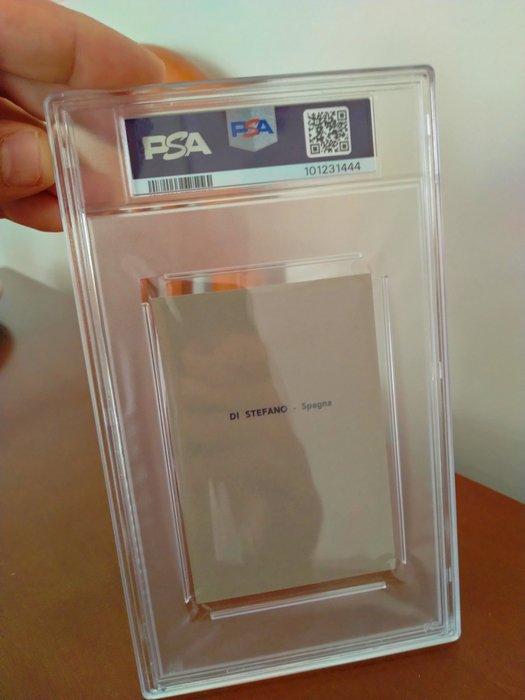 PSA
PSA
101231444
DI STEFANO - Spagna